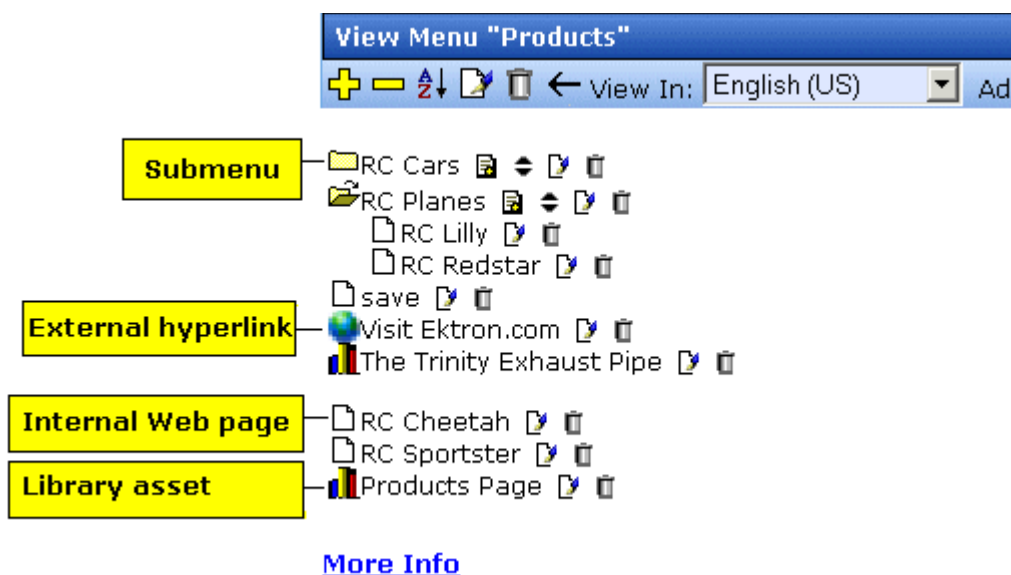 View Menu "Products"
View In: English (US) Ad
Submenu
RC Cars
RC Planes
RC Lilly
RC Redstar
save
External hyperlink
Visit Ektron.com
The Trinity Exhaust Pipe
Internal Web page
RC Cheetah
RC Sportster
Library asset
Products Page
More Info